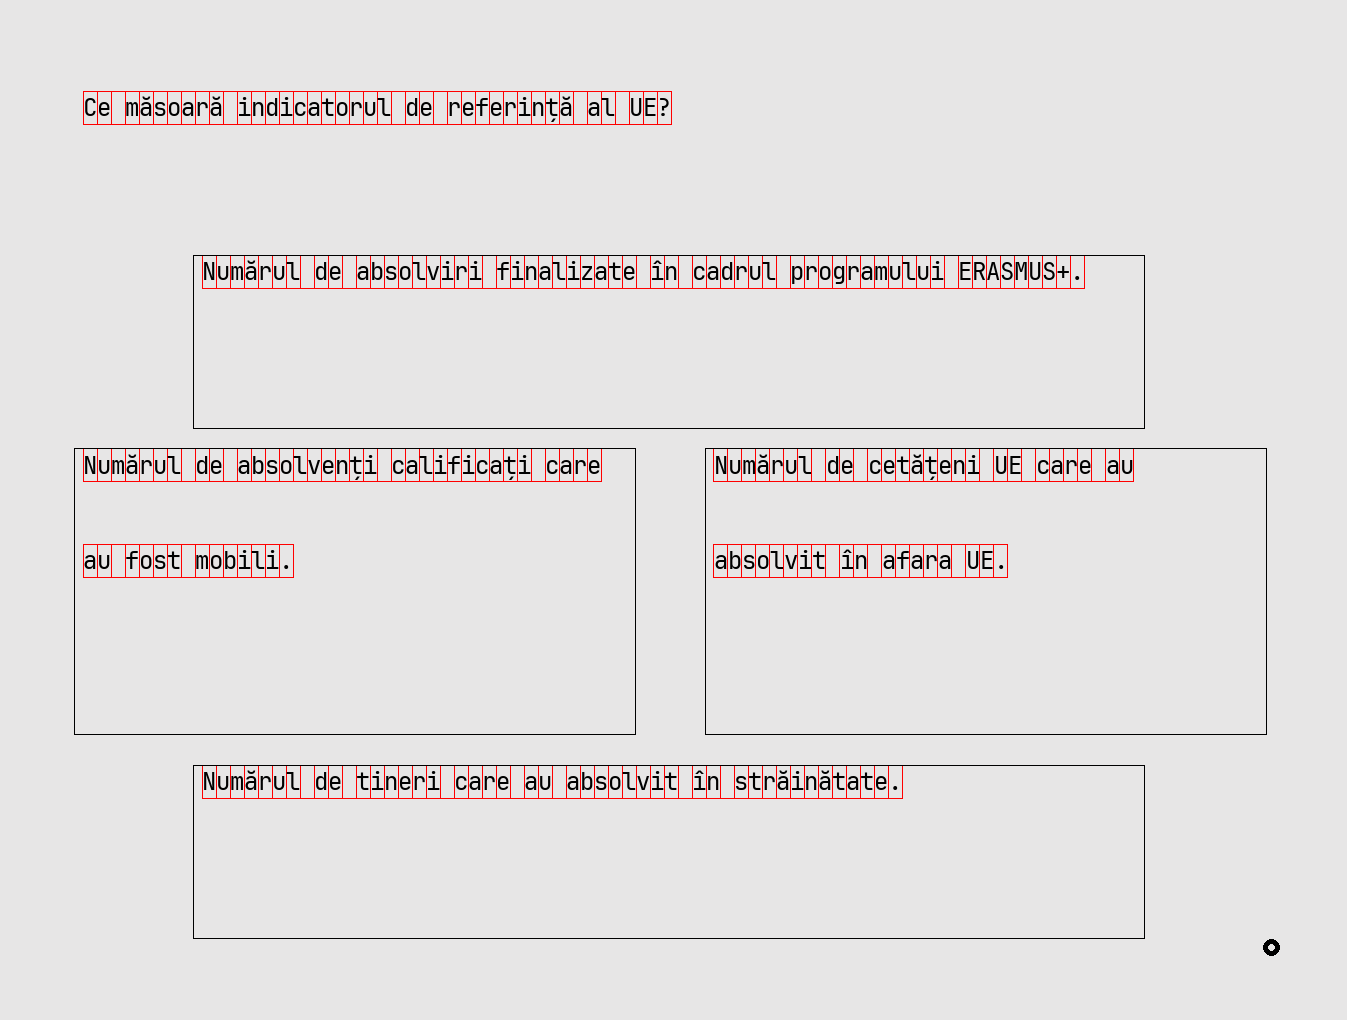 Ce măsoară indicatorul de referință al UE?
Numărul de absolviri finalizate în cadrul programului ERASMUS+.
Numărul de absolvenți calificați care
au fost mobili.
Numărul de cetățeni UE care au
absolvit în afara UE.
Numărul de tineri care au absolvit în străinătate.